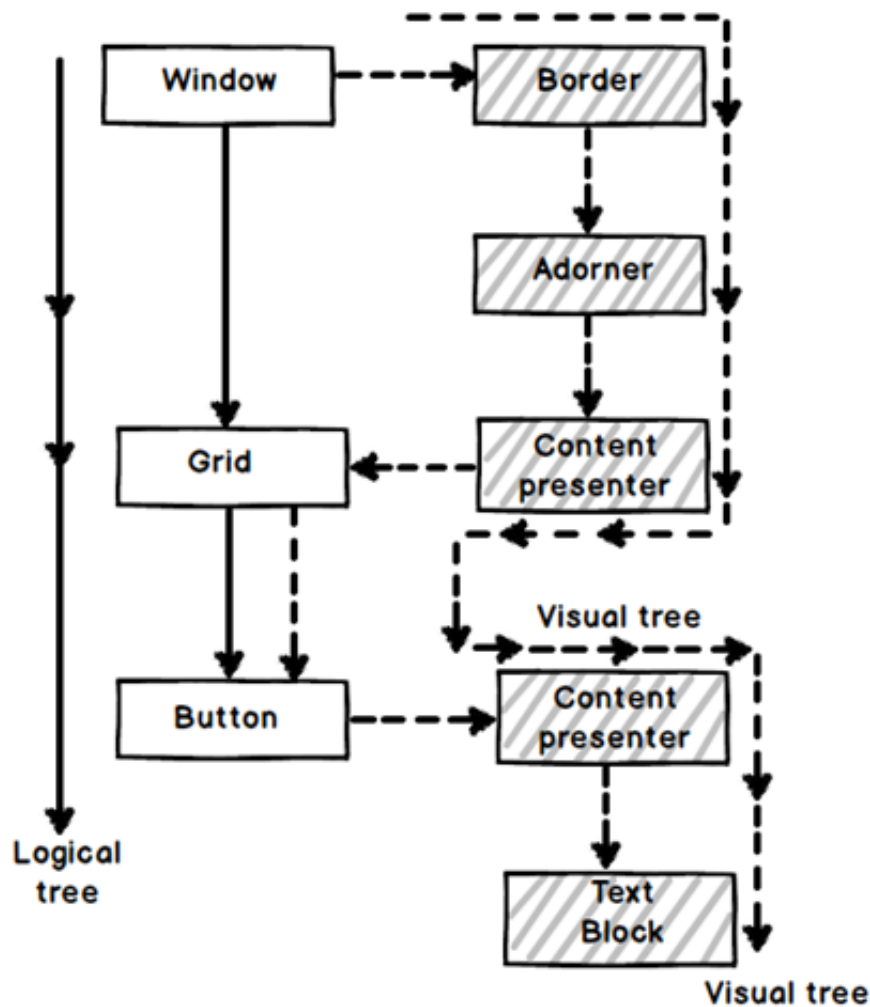 Window
Border
Adorner
Grid
Content
presenter
Visual tree
Button
Content
presenter
Logical
tree
Text
Block
Visual tree